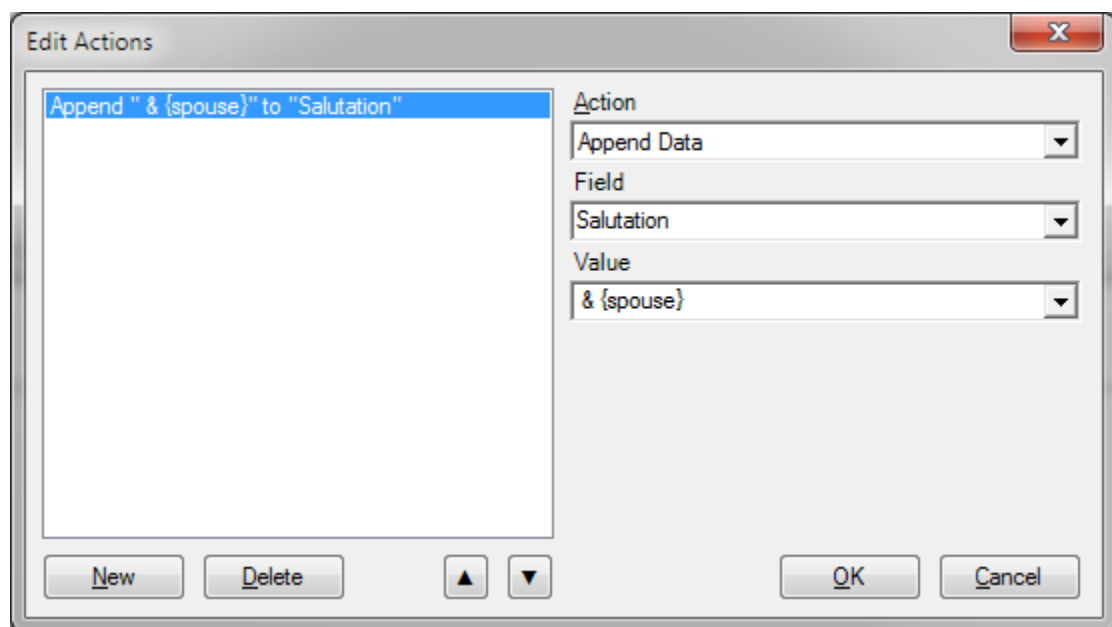 Edit Actions
Append " & {spouse}" to "Salutation"
Action
Append Data
Field
Salutation
Value
& {spouse}
New
Delete
OK
Cancel